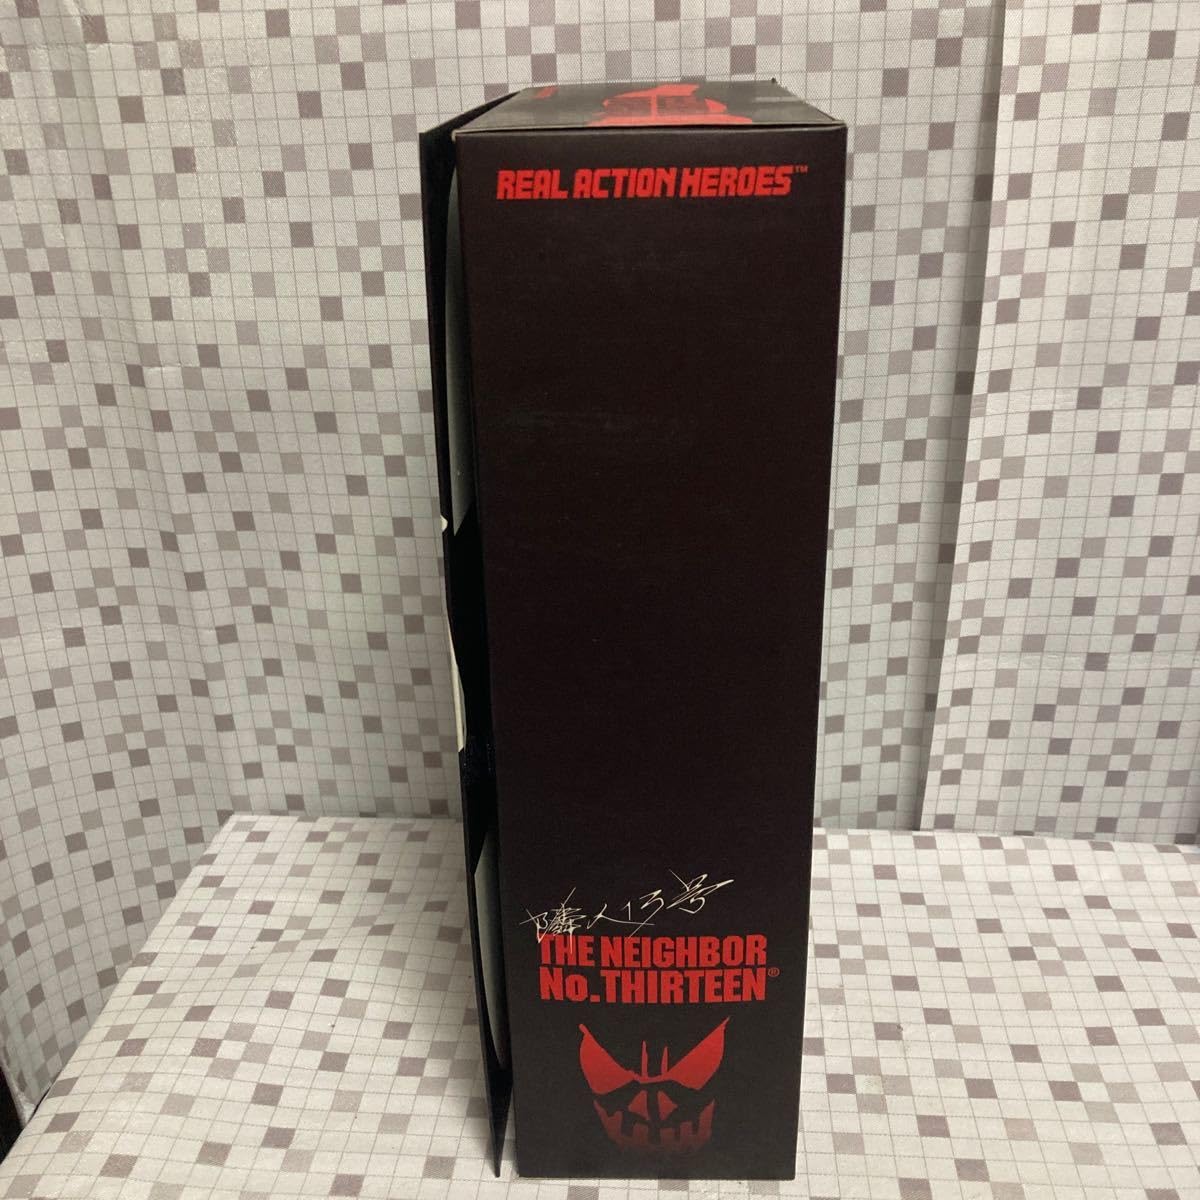 REAL ACTION HEROES™
隣人13号
THE NEIGHBOR
No.THIRTEEN®